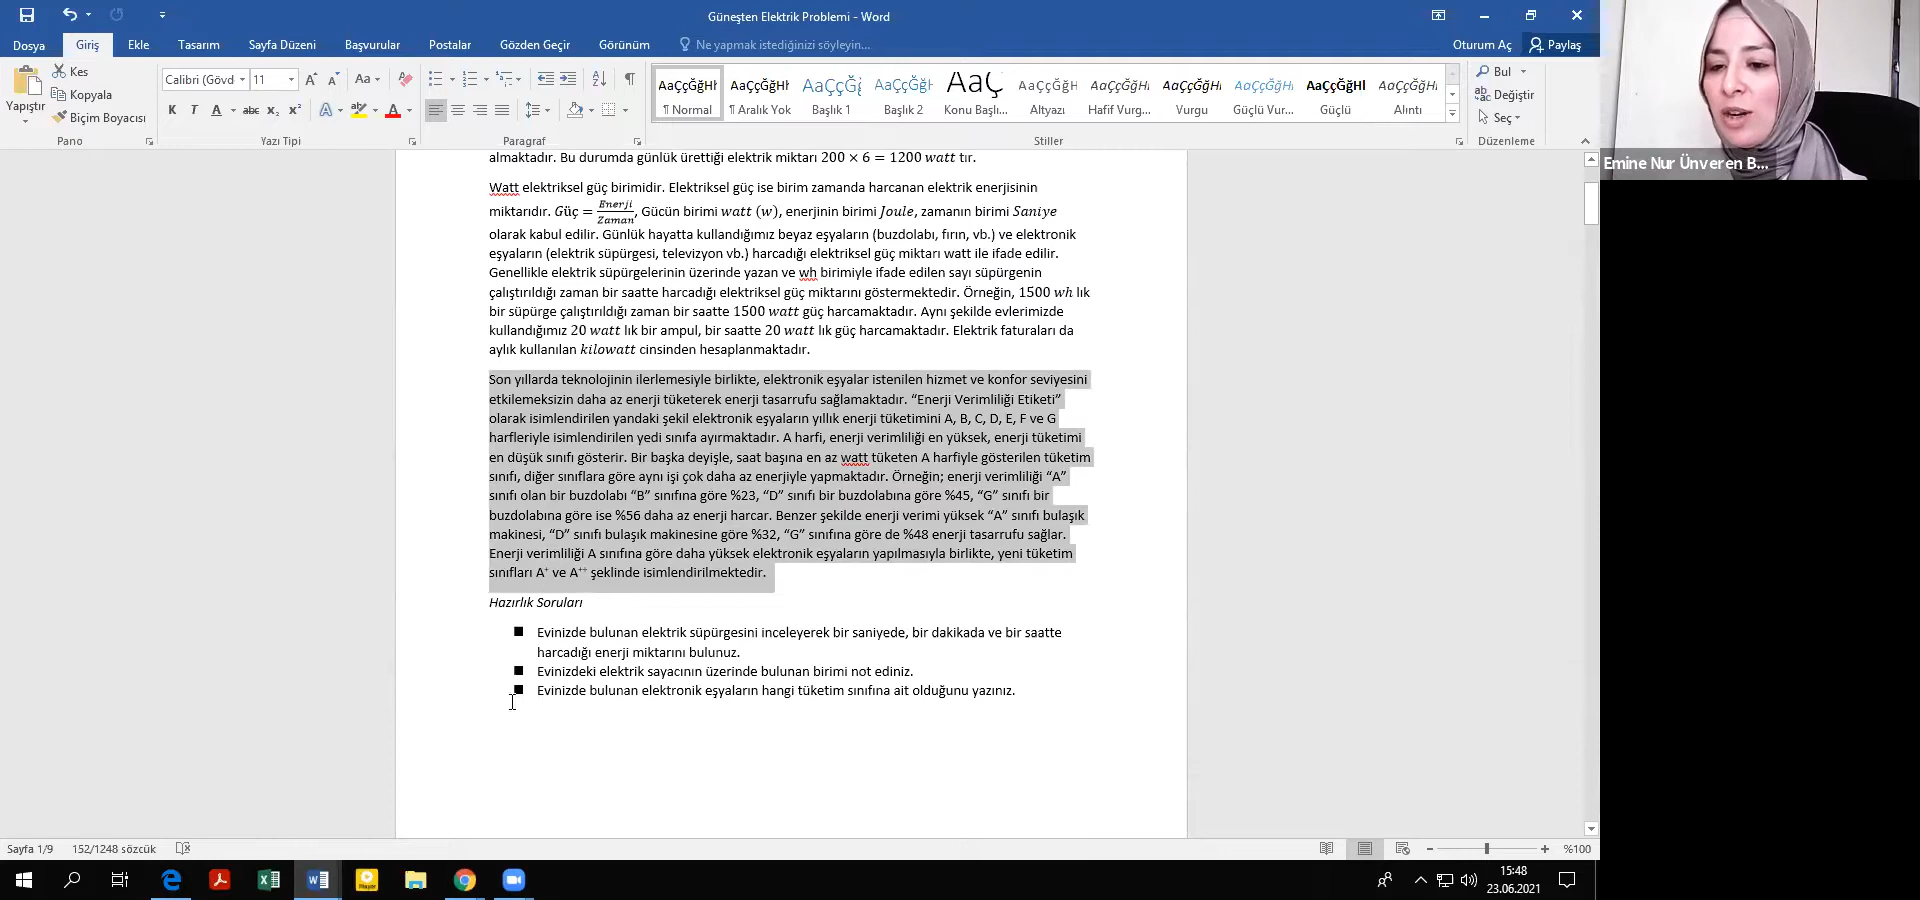 Güneşten Elektrik Problemi - Word
Dosya Giriş Ekle Tasarım Sayfa Düzeni Başvurular Postalar Gözden Geçir Görünüm Ne yapmak istediğinizi söyleyin... Oturum Aç Paylaş
Yapıştır
Kes
Kopyala
Biçim Boyacısı
Pano
Calibri (Gövd 11
K T A abc x₂ x²
Yazı Tipi
Paragraf
AaÇçĞğHł AaÇçĞğHł AaÇçĞğ AaÇçĞğH AaÇ AaÇçĞğHł AaÇçĞğHł AaÇçĞğHł AaÇçĞğHł AaÇçĞğHl AaÇçĞğHł
¶ Normal ¶ Aralık Yok Başlık 1 Başlık 2 Konu Başlı... Altyazı Hafif Vurg... Vurgu Güçlü Vur... Güçlü Alıntı
Stiller
Bul
Değiştir
Seç
Düzenleme
Emine Nur Ünveren B...
almaktadır. Bu durumda günlük ürettiği elektrik miktarı 200 × 6 = 1200 watt tır.
Watt elektriksel güç birimidir. Elektriksel güç ise birim zamanda harcanan elektrik enerjisinin
miktarıdır. Güç = Enerji/Zaman, Gücün birimi watt (w), enerjinin birimi Joule, zamanın birimi Saniye
olarak kabul edilir. Günlük hayatta kullandığımız beyaz eşyaların (buzdolabı, fırın, vb.) ve elektronik
eşyaların (elektrik süpürgesi, televizyon vb.) harcadığı elektriksel güç miktarı watt ile ifade edilir.
Genellikle elektrik süpürgelerinin üzerinde yazan ve wh birimiyle ifade edilen sayı süpürgenin
çalıştırıldığı zaman bir saatte harcadığı elektriksel güç miktarını göstermektedir. Örneğin, 1500 wh lık
bir süpürge çalıştırıldığı zaman bir saatte 1500 watt güç harcamaktadır. Aynı şekilde evlerimizde
kullandığımız 20 watt lık bir ampul, bir saatte 20 watt lık güç harcamaktadır. Elektrik faturaları da
aylık kullanılan kilowatt cinsinden hesaplanmaktadır.
Son yıllarda teknolojinin ilerlemesiyle birlikte, elektronik eşyalar istenilen hizmet ve konfor seviyesini
etkilemeksizin daha az enerji tüketerek enerji tasarrufu sağlamaktadır. “Enerji Verimliliği Etiketi”
olarak isimlendirilen yandaki şekil elektronik eşyaların yıllık enerji tüketimini A, B, C, D, E, F ve G
harfleriyle isimlendirilen yedi sınıfa ayırmaktadır. A harfi, enerji verimliliği en yüksek, enerji tüketimi
en düşük sınıfı gösterir. Bir başka deyişle, saat başına en az watt tüketen A harfiyle gösterilen tüketim
sınıfı, diğer sınıflara göre aynı işi çok daha az enerjiyle yapmaktadır. Örneğin; enerji verimliliği “A”
sınıfı olan bir buzdolabı “B” sınıfına göre %23, “D” sınıfı bir buzdolabına göre %45, “G” sınıfı bir
buzdolabına göre ise %56 daha az enerji harcar. Benzer şekilde enerji verimi yüksek “A” sınıfı bulaşık
makinesi, “D” sınıfı bulaşık makinesine göre %32, “G” sınıfına göre de %48 enerji tasarrufu sağlar.
Enerji verimliliği A sınıfına göre daha yüksek elektronik eşyaların yapılmasıyla birlikte, yeni tüketim
sınıfları A⁺ ve A⁺⁺ şeklinde isimlendirilmektedir.
Hazırlık Soruları
■ Evinizde bulunan elektrik süpürgesini inceleyerek bir saniyede, bir dakikada ve bir saatte
harcadığı enerji miktarını bulunuz.
■ Evinizdeki elektrik sayacının üzerinde bulunan birimi not ediniz.
■ Evinizde bulunan elektronik eşyaların hangi tüketim sınıfına ait olduğunu yazınız.
Sayfa 1/9 152/1248 sözcük %100
15:48
23.06.2021